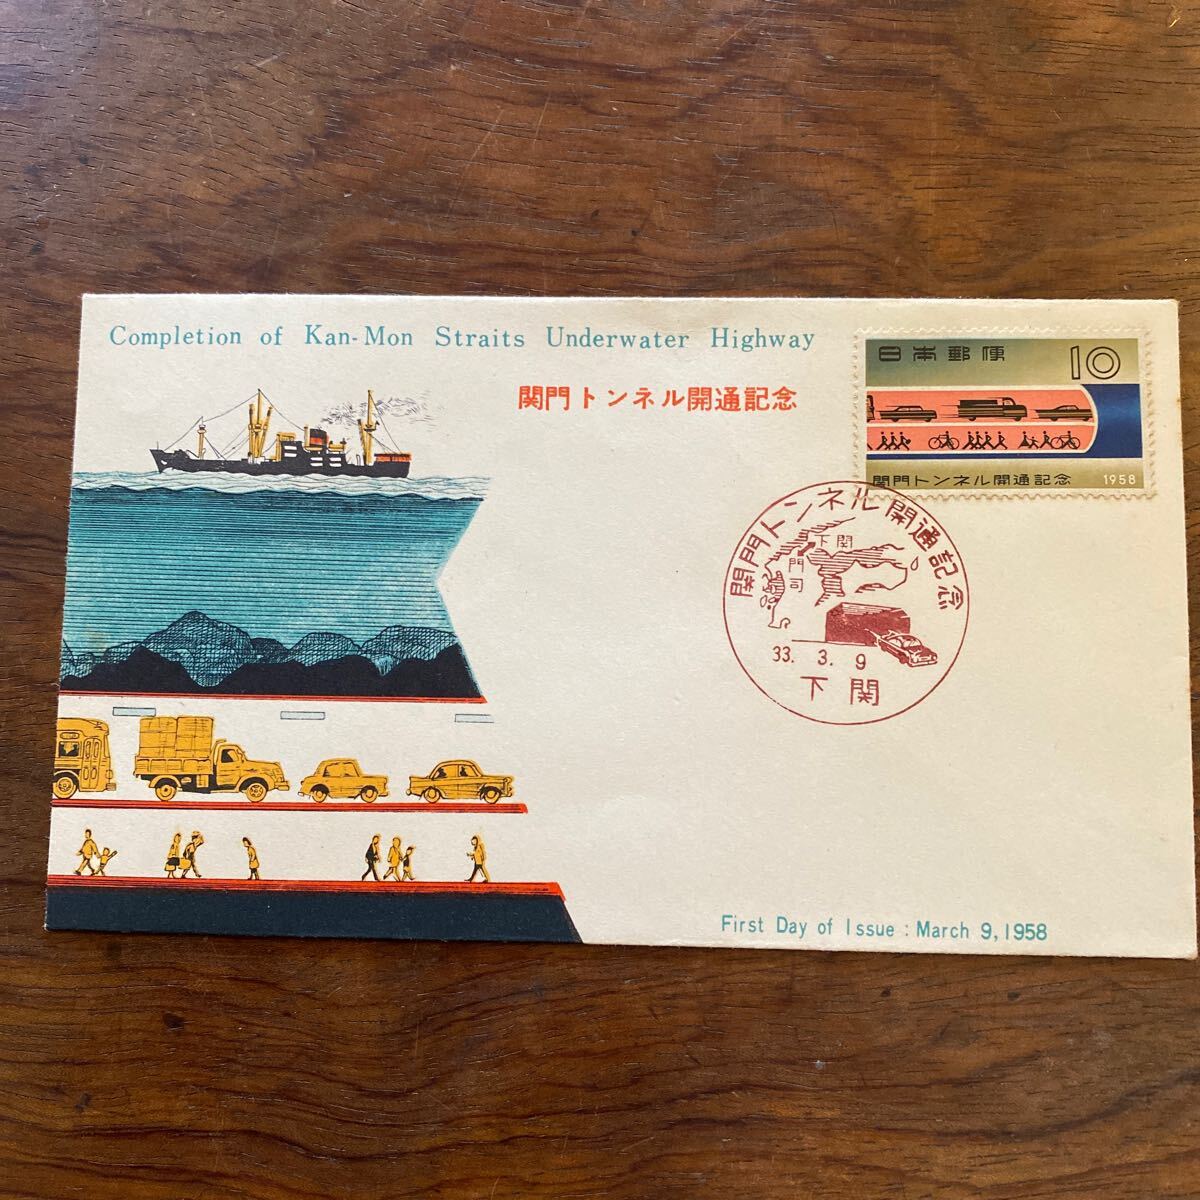 Completion of Kan-Mon Straits Underwater Highway
関門トンネル開通記念
日本郵便 10
関門トンネル開通記念 1958
関門トンネル開通記念
下関
門司
33. 3. 9
下関
First Day of Issue : March 9, 1958